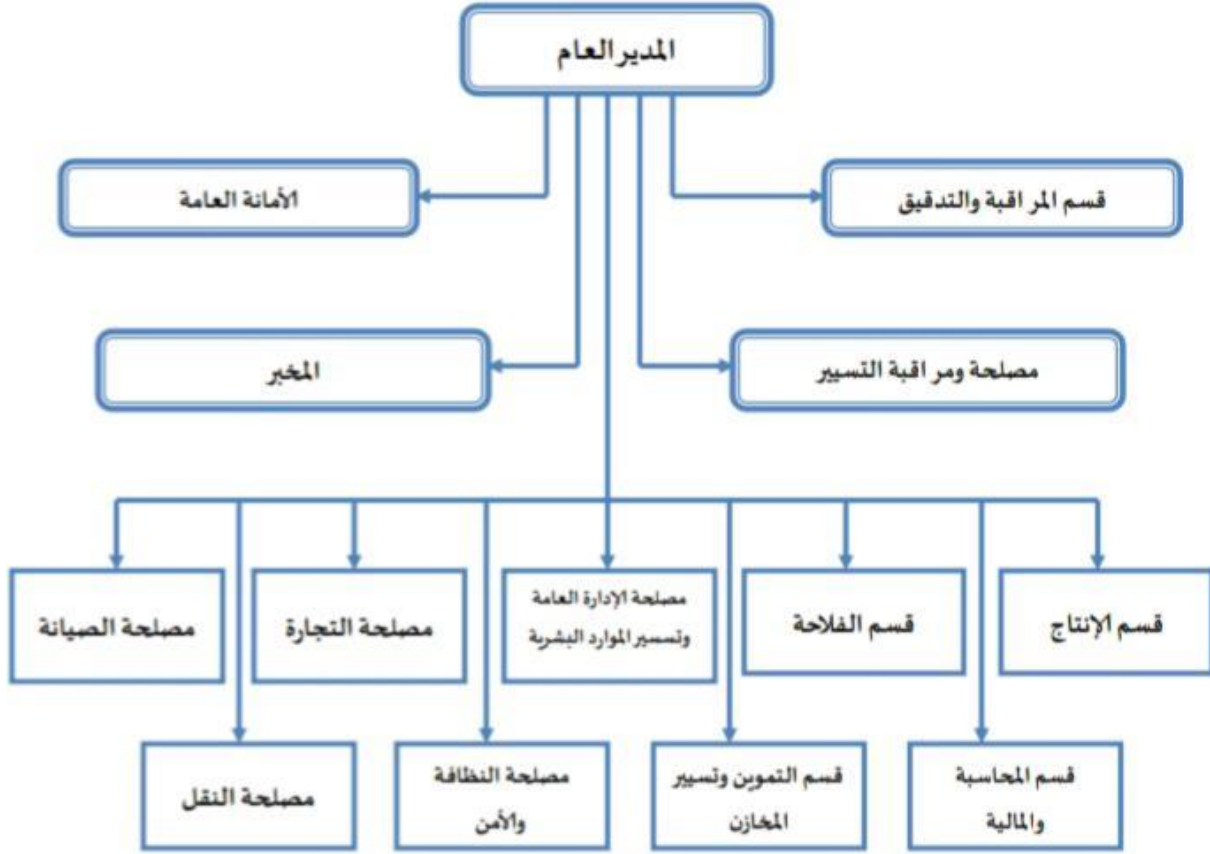 المدير العام
قسم المراقبة والتدقيق
الأمانة العامة
مصلحة ومراقبة التسيير
المخبر
قسم الإنتاج
قسم الفلاحة
مصلحة الإدارة العامة
وتسسير الموارد البشرية
مصلحة التجارة
مصلحة الصيانة
قسم المحاسبة
والمالية
قسم التموين وتسيير
المخازن
مصلحة النظافة
والأمن
مصلحة النقل